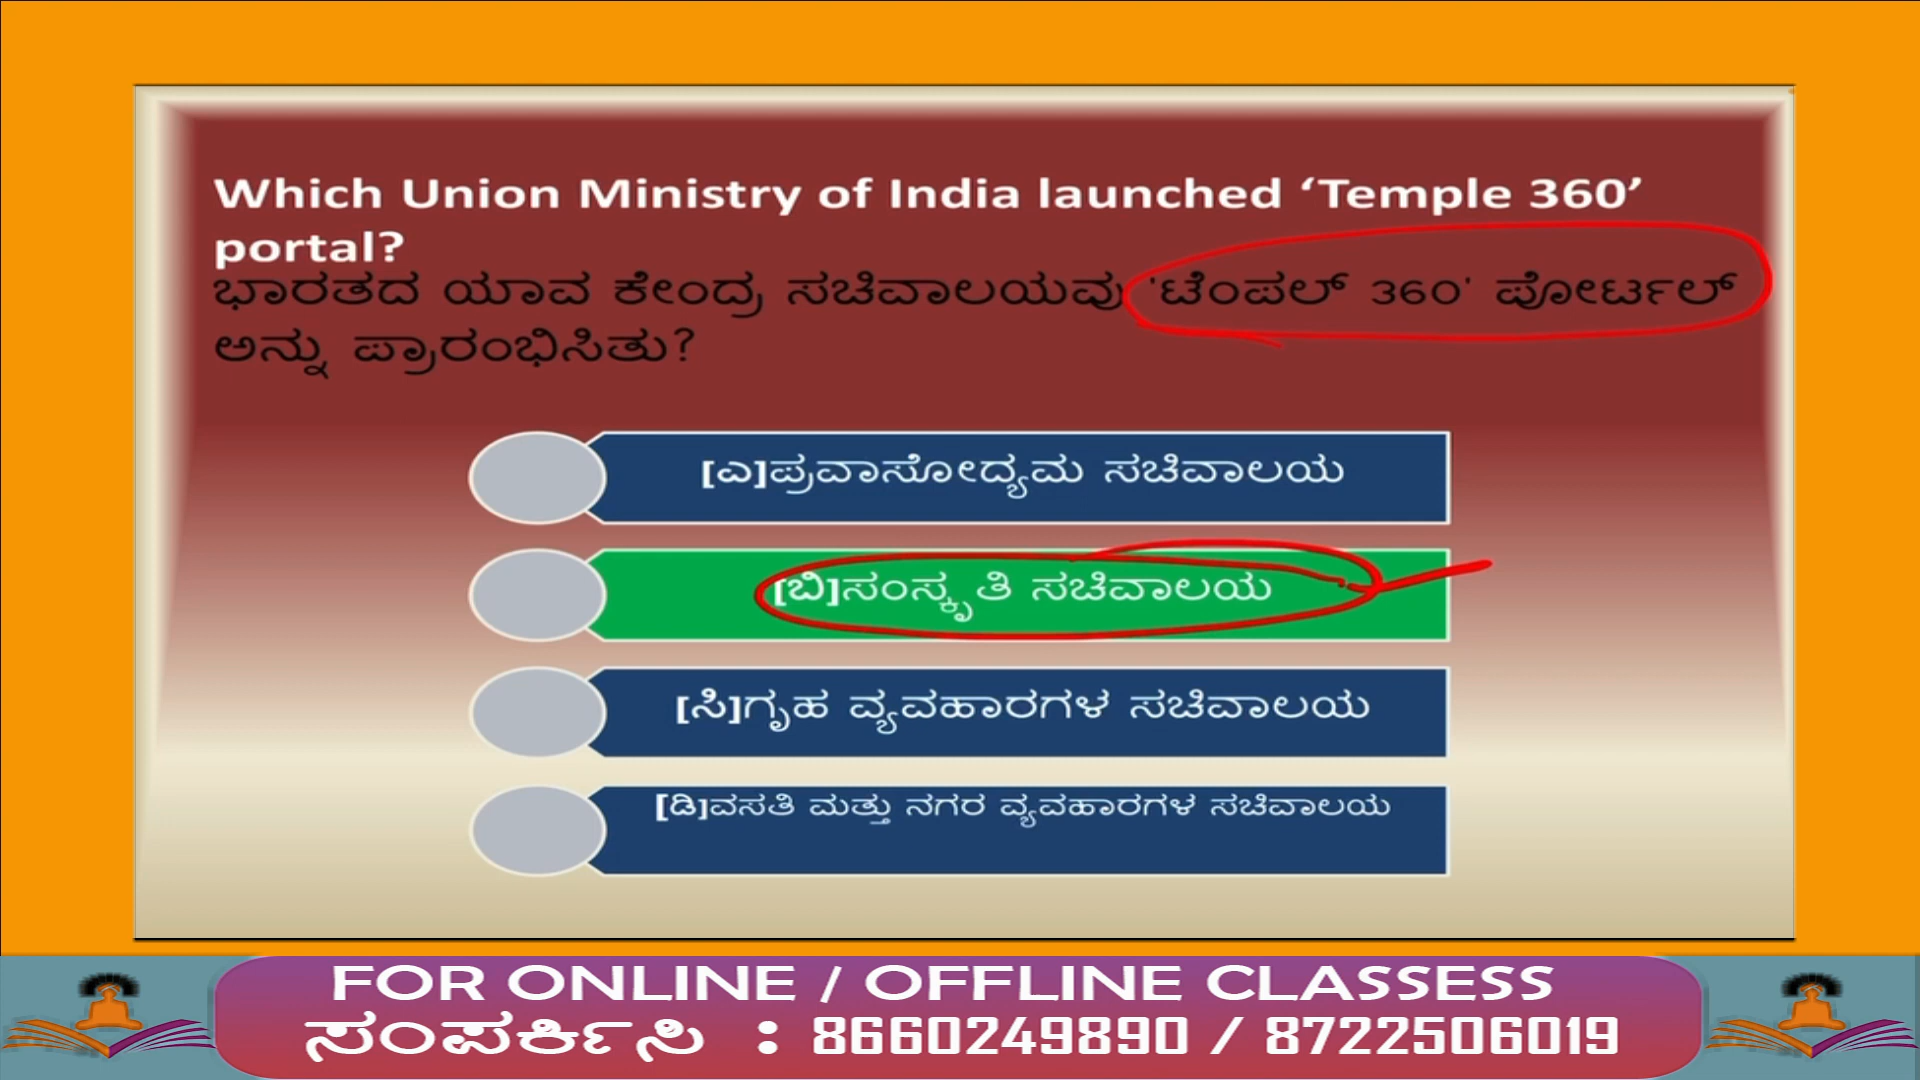 Which Union Ministry of India launched ‘Temple 360’
portal?
ಭಾರತದ ಯಾವ ಕೇಂದ್ರ ಸಚಿವಾಲಯವು 'ಟೆಂಪಲ್ 360' ಪೋರ್ಟಲ್
ಅನ್ನು ಪ್ರಾರಂಭಿಸಿತು?
[ಎ]ಪ್ರವಾಸೋದ್ಯಮ ಸಚಿವಾಲಯ
[ಬಿ]ಸಂಸ್ಕೃತಿ ಸಚಿವಾಲಯ
[ಸಿ]ಗೃಹ ವ್ಯವಹಾರಗಳ ಸಚಿವಾಲಯ
[ಡಿ]ವಸತಿ ಮತ್ತು ನಗರ ವ್ಯವಹಾರಗಳ ಸಚಿವಾಲಯ
FOR ONLINE / OFFLINE CLASSESS
ಸಂಪರ್ಕಿಸಿ : 8660249890 / 8722506019